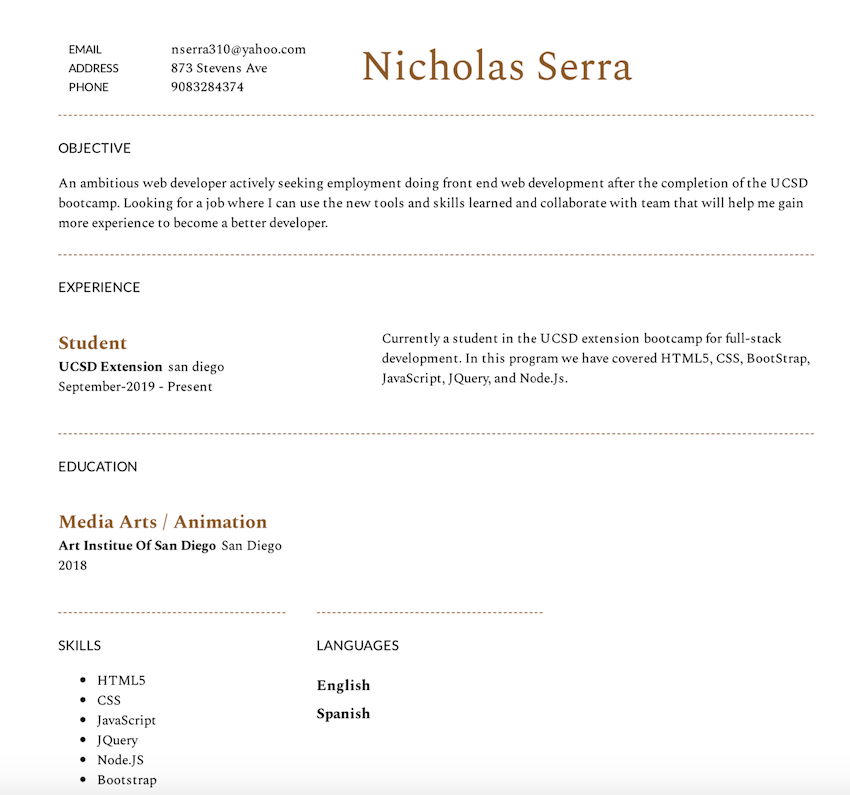 EMAIL nserra310@yahoo.com
ADDRESS 873 Stevens Ave
PHONE 9083284374
Nicholas Serra
OBJECTIVE
An ambitious web developer actively seeking employment doing front end web development after the completion of the UCSD
bootcamp. Looking for a job where I can use the new tools and skills learned and collaborate with team that will help me gain
more experience to become a better developer.
EXPERIENCE
Student
UCSD Extension san diego
September-2019 - Present
Currently a student in the UCSD extension bootcamp for full-stack
development. In this program we have covered HTML5, CSS, BootStrap,
JavaScript, JQuery, and Node.Js.
EDUCATION
Media Arts / Animation
Art Institue Of San Diego San Diego
2018
SKILLS
• HTML5
• CSS
• JavaScript
• JQuery
• Node.JS
• Bootstrap
LANGUAGES
English
Spanish